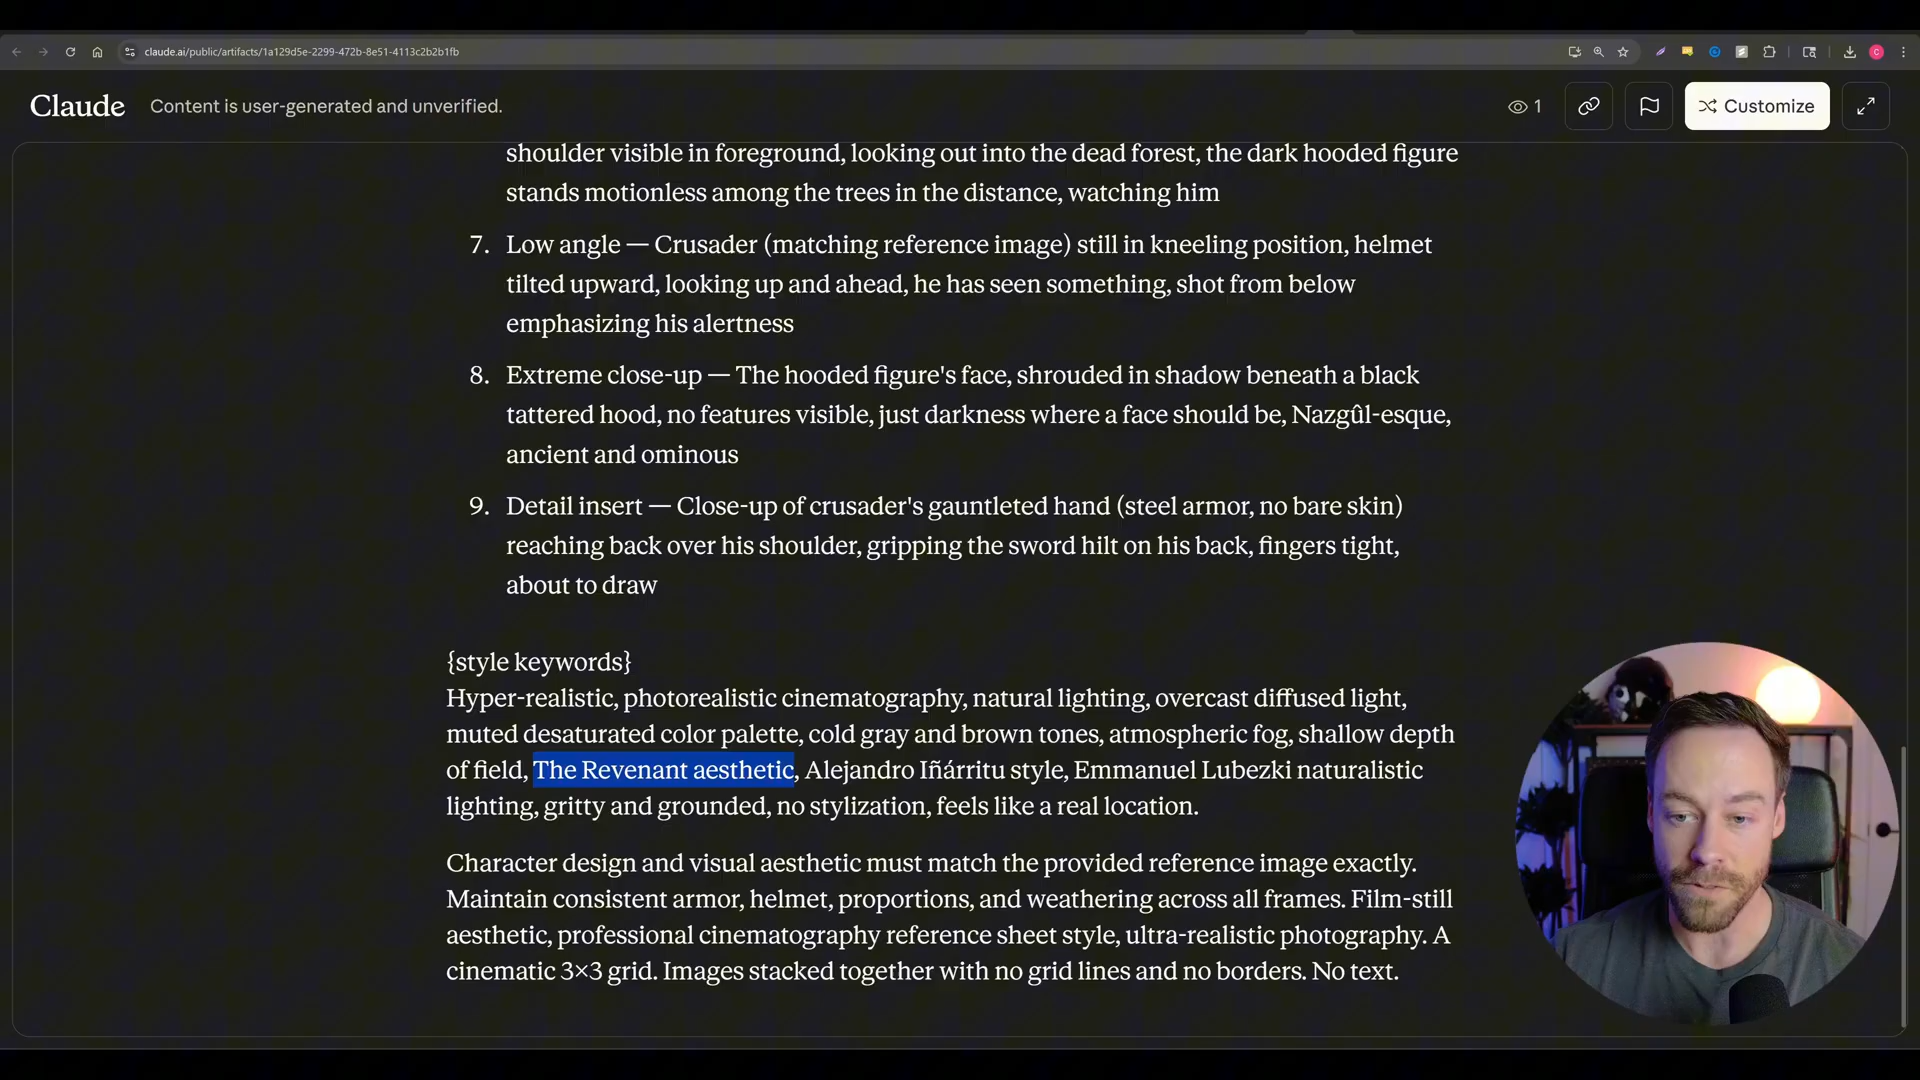 claude.ai/public/artifacts/1a129d5e-2299-472b-8e51-4113c2b2b1fb
C
Claude
Content is user-generated and unverified.
1
Customize
shoulder visible in foreground, looking out into the dead forest, the dark hooded figure
stands motionless among the trees in the distance, watching him
7. Low angle — Crusader (matching reference image) still in kneeling position, helmet
tilted upward, looking up and ahead, he has seen something, shot from below
emphasizing his alertness
8. Extreme close-up — The hooded figure's face, shrouded in shadow beneath a black
tattered hood, no features visible, just darkness where a face should be, Nazgûl-esque,
ancient and ominous
9. Detail insert — Close-up of crusader's gauntleted hand (steel armor, no bare skin)
reaching back over his shoulder, gripping the sword hilt on his back, fingers tight,
about to draw
{style keywords}
Hyper-realistic, photorealistic cinematography, natural lighting, overcast diffused light,
muted desaturated color palette, cold gray and brown tones, atmospheric fog, shallow depth
of field, The Revenant aesthetic, Alejandro Iñárritu style, Emmanuel Lubezki naturalistic
lighting, gritty and grounded, no stylization, feels like a real location.
Character design and visual aesthetic must match the provided reference image exactly.
Maintain consistent armor, helmet, proportions, and weathering across all frames. Film-still
aesthetic, professional cinematography reference sheet style, ultra-realistic photography. A
cinematic 3×3 grid. Images stacked together with no grid lines and no borders. No text.